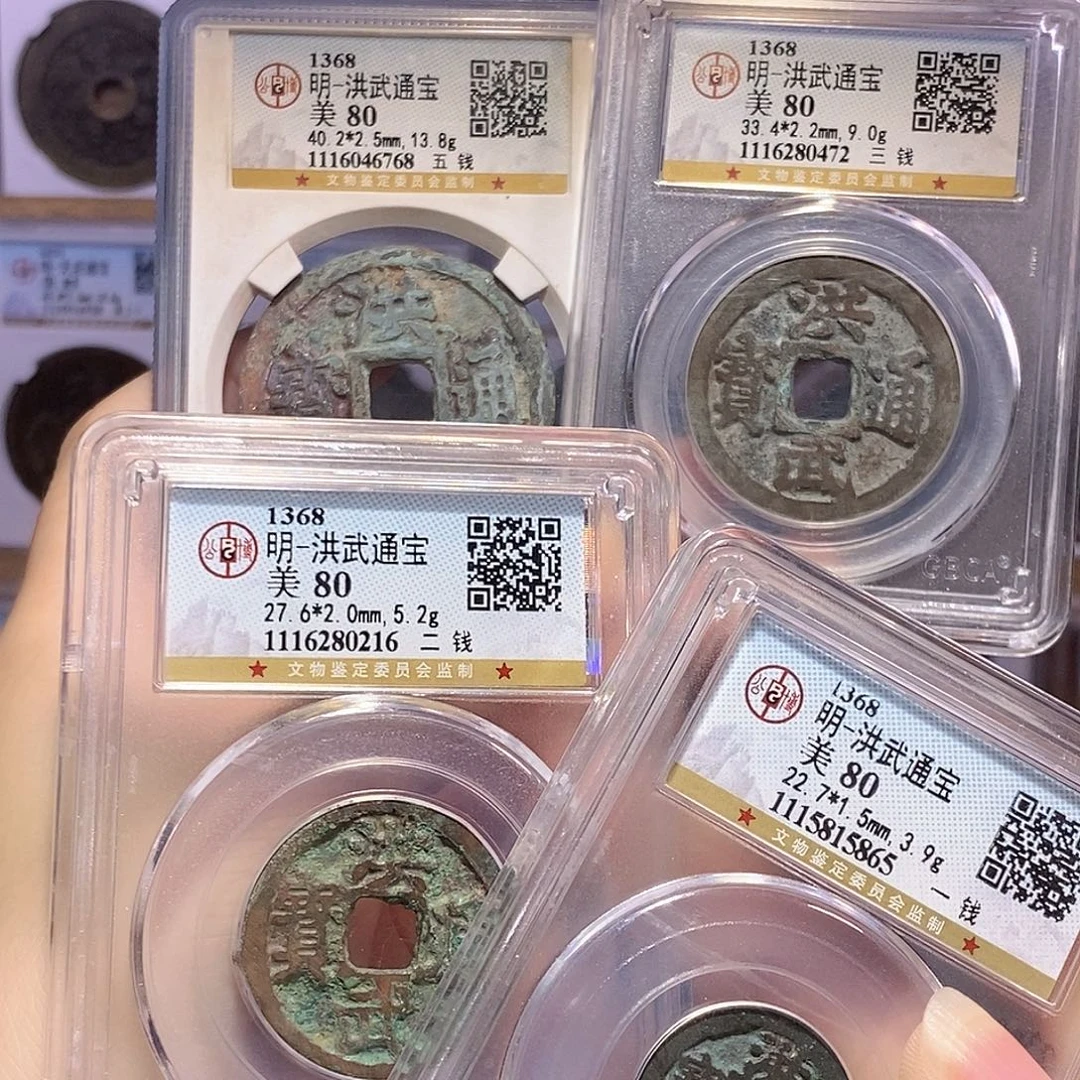 1368
明-洪武通宝
美 80
40.2*2.5mm,13.8g
1116046768 五 钱
★ 文物鉴定委员会监制 ★
洪
通
1368
明-洪武通宝
美 80
33.4*2.2mm,9.0g
1116280472 三 钱
★ 文物鉴定委员会监制 ★
洪
寶 通
武
GBCA
1368
明-洪武通宝
美 80
27.6*2.0mm,5.2g
1116280216 二 钱
★ 文物鉴定委员会监制 ★
洪
寶
武
1368
明-洪武通宝
美 80
22.7*1.5mm,3.9g
1115815865 一 钱
★ 文物鉴定委员会监制 ★